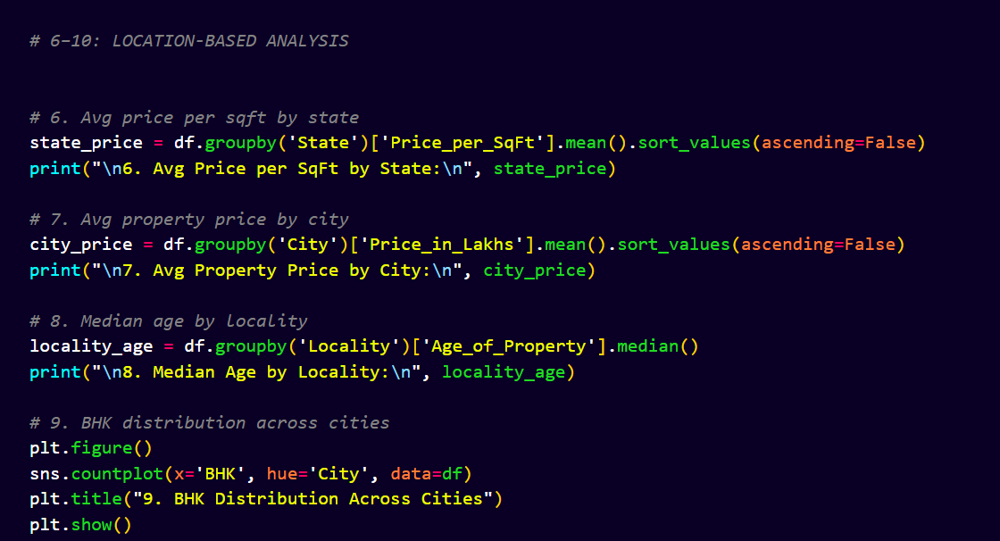 # 6–10: LOCATION-BASED ANALYSIS
# 6. Avg price per sqft by state
state_price = df.groupby('State')['Price_per_SqFt'].mean().sort_values(ascending=False)
print("\n6. Avg Price per SqFt by State:\n", state_price)
# 7. Avg property price by city
city_price = df.groupby('City')['Price_in_Lakhs'].mean().sort_values(ascending=False)
print("\n7. Avg Property Price by City:\n", city_price)
# 8. Median age by locality
locality_age = df.groupby('Locality')['Age_of_Property'].median()
print("\n8. Median Age by Locality:\n", locality_age)
# 9. BHK distribution across cities
plt.figure()
sns.countplot(x='BHK', hue='City', data=df)
plt.title("9. BHK Distribution Across Cities")
plt.show()